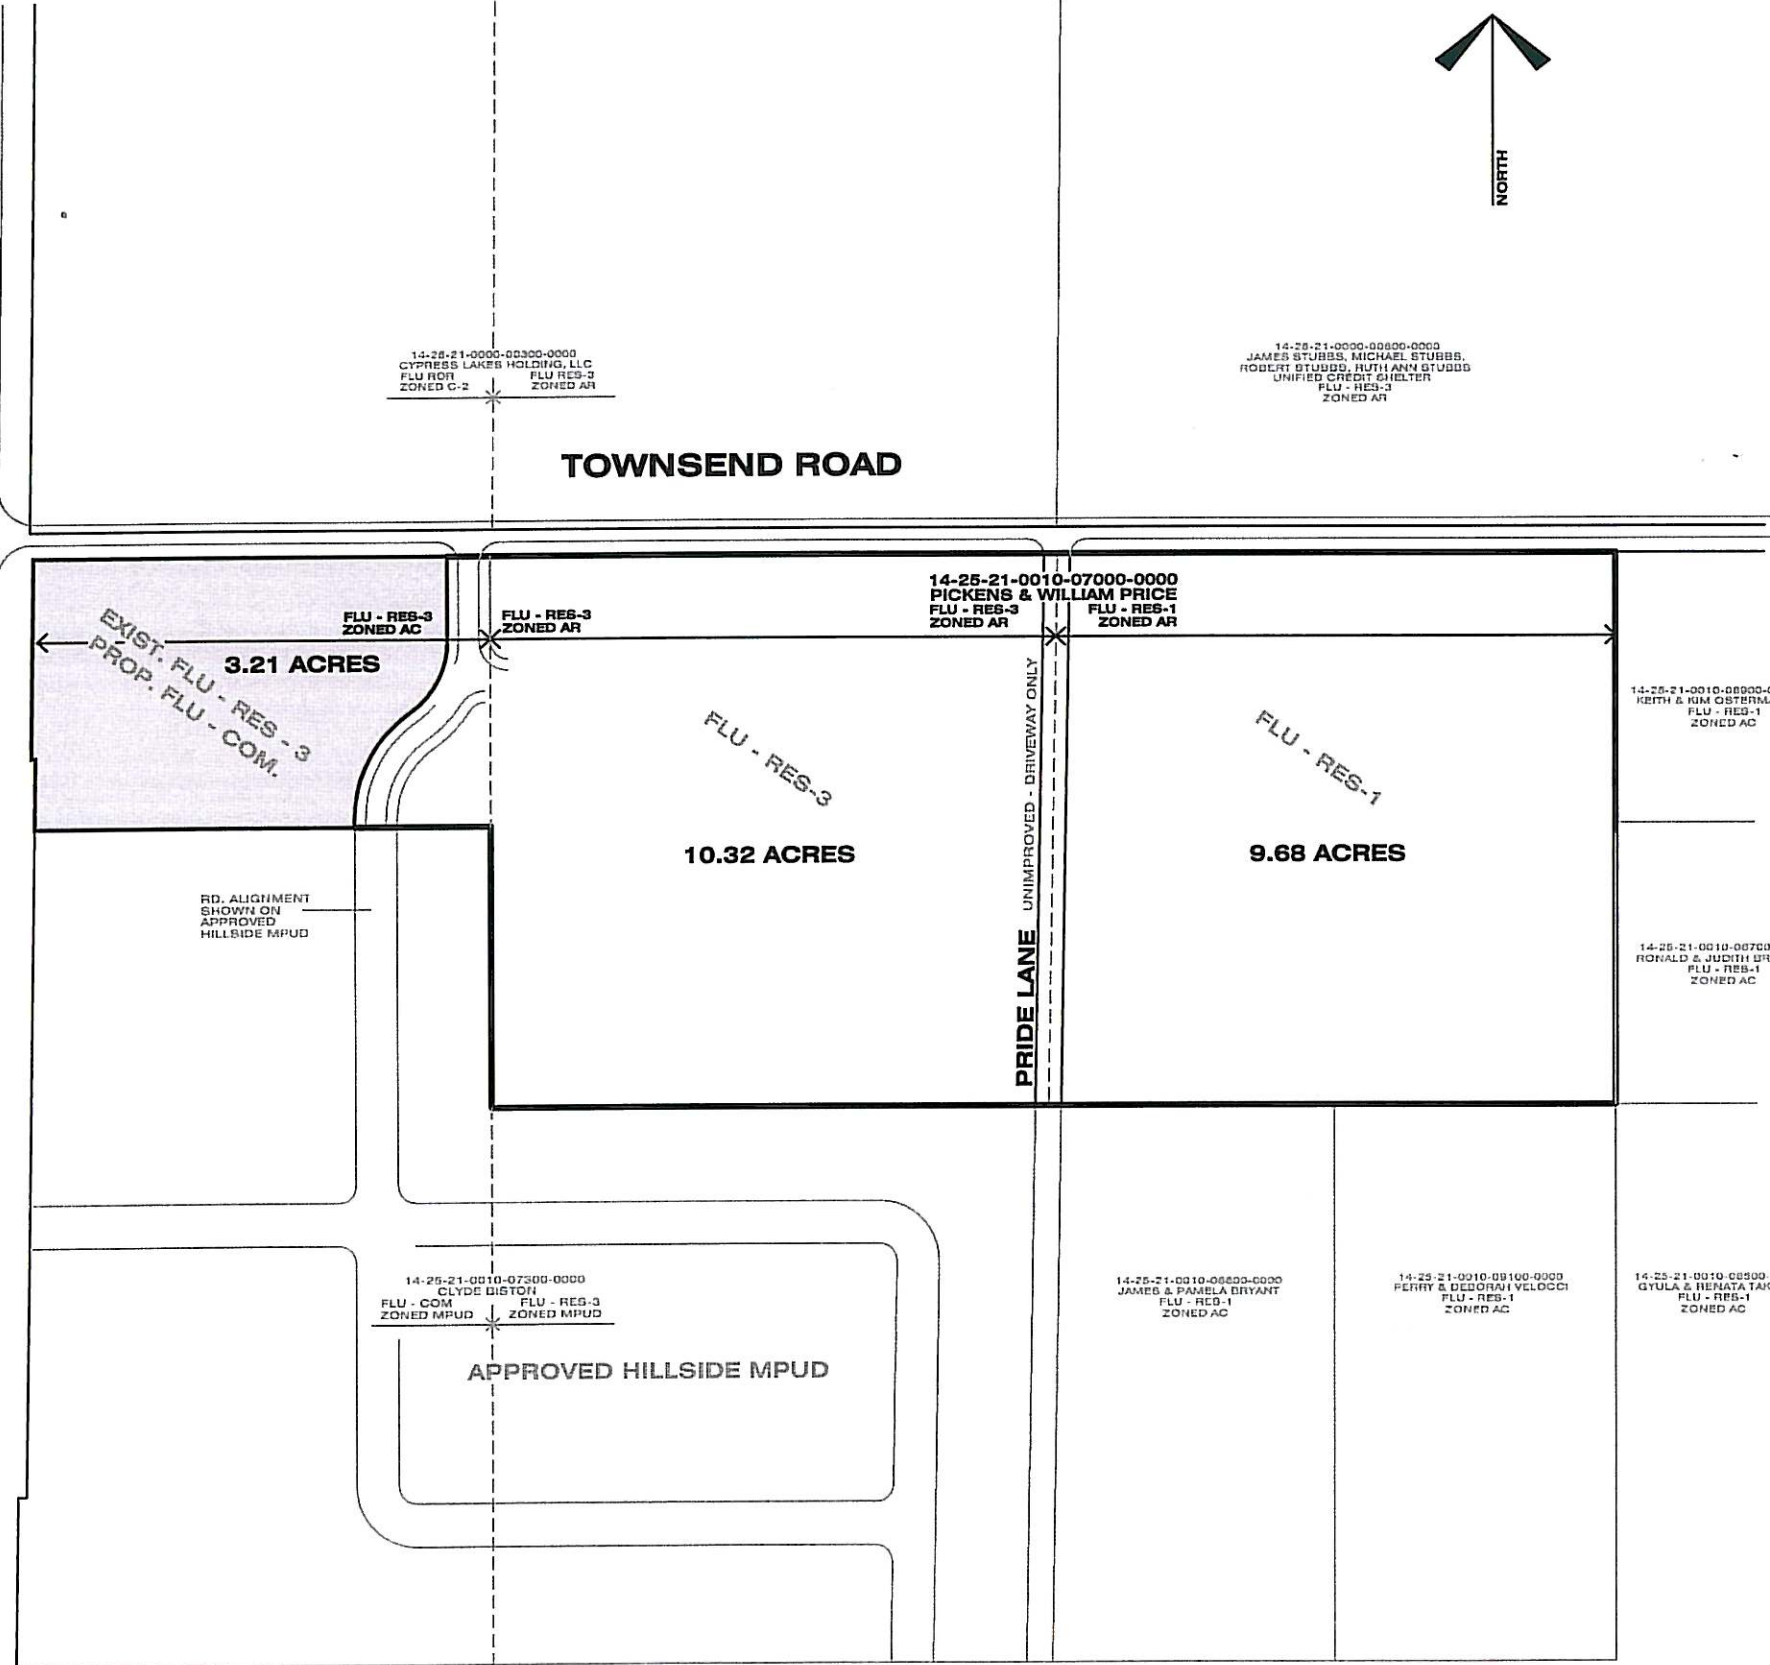 NORTH
14-25-21-0000-00300-0000
CYPRESS LAKES HOLDING, LLC
FLU ROR FLU RES-3
ZONED C-2 ZONED AR
14-25-21-0000-00600-0000
JAMES STUBBS, MICHAEL STUBBS,
ROBERT STUBBS, RUTH ANN STUBBS
UNIFIED CREDIT SHELTER
FLU - RES-3
ZONED AR
TOWNSEND ROAD
14-25-21-0010-07000-0000
PICKENS & WILLIAM PRICE
FLU - RES-3 FLU - RES-1
ZONED AR ZONED AR
FLU - RES-3
ZONED AC
FLU - RES-3
ZONED AR
EXIST. FLU - RES - 3
PROP. FLU - COM.
3.21 ACRES
FLU - RES-3
10.32 ACRES
UNIMPROVED - DRIVEWAY ONLY
PRIDE LANE
FLU - RES-1
9.68 ACRES
KEITH & KIM
FLU - RES-1
ZONED AC
RD. ALIGNMENT
SHOWN ON
APPROVED
HILLSIDE MPUD
RONALD & JUDITH
FLU - RES-1
ZONED AC
14-25-21-0010-07300-0000
CLYDE BISTON
FLU - COM FLU - RES-3
ZONED MPUD ZONED MPUD
APPROVED HILLSIDE MPUD
JAMES & PAMELA BRYANT
FLU - RES-1
ZONED AC
14-25-21-0010-09100-0000
PERRY & DEBORAH VELOCCI
FLU - RES-1
ZONED AC
GYULA & RENATA
FLU - RES-1
ZONED AC